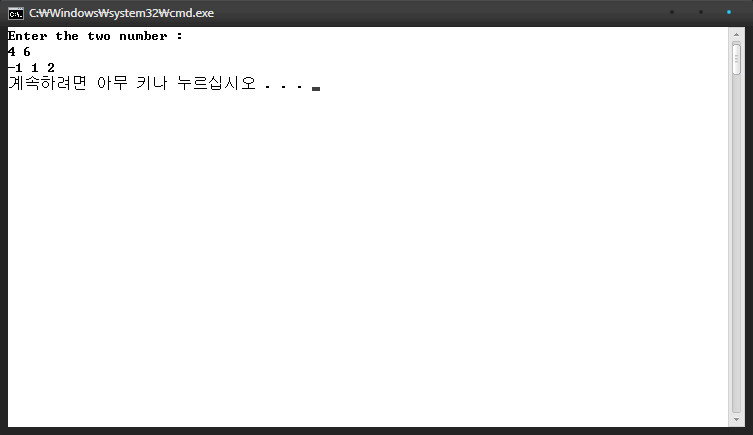 C:₩Windows₩system32₩cmd.exe
Enter the two number :
4 6
-1 1 2
계속하려면 아무 키나 누르십시오 . . .